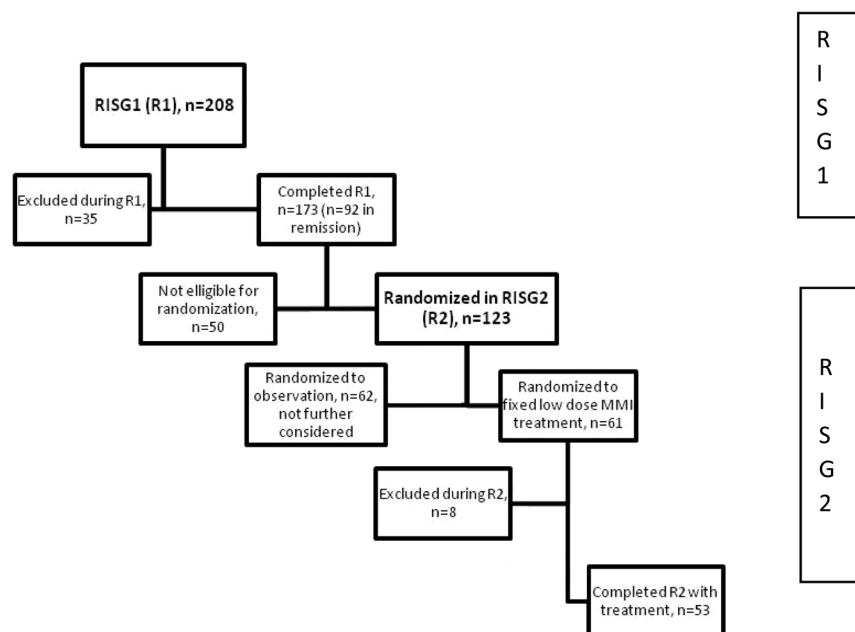 RISG1 (R1), n=208
Excluded during R1,
n=35
Completed R1,
n=173 (n=92 in
remission)
Not elligible for
randomization,
n=50
Randomized in RISG2
(R2), n=123
Randomized to
observation, n=62,
not further
considered
Randomized to
fixed low dose MMI
treatment, n=61
Excluded during R2,
n=8
Completed R2 with
treatment, n=53
R
I
S
G
1
R
I
S
G
2